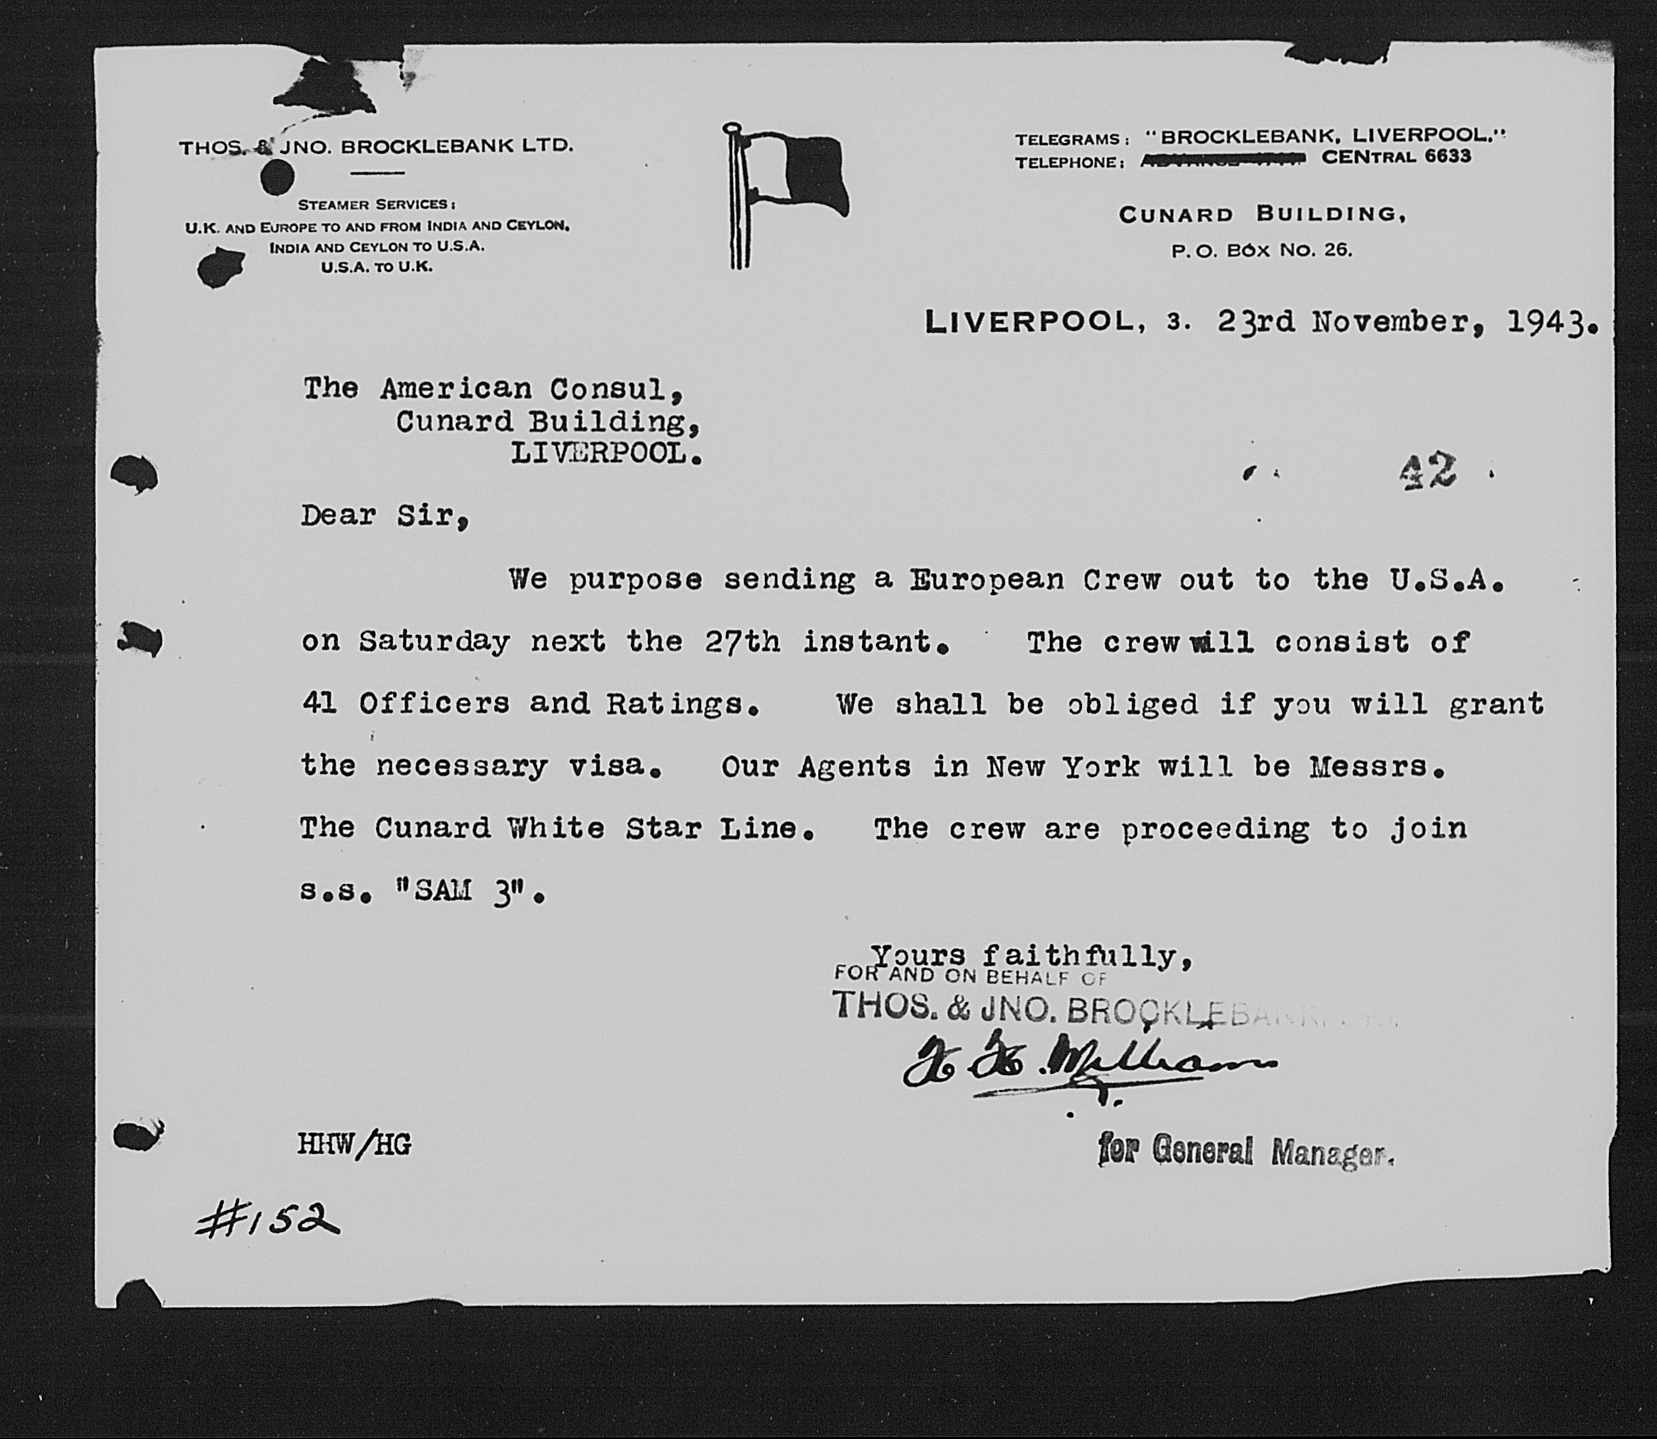 THOS. & JNO. BROCKLEBANK LTD.
STEAMER SERVICES:
U.K. AND EUROPE TO AND FROM INDIA AND CEYLON,
INDIA AND CEYLON TO U.S.A.
U.S.A. TO U.K.
TELEGRAMS: "BROCKLEBANK, LIVERPOOL."
TELEPHONE: CENTRAL 6633
CUNARD BUILDING,
P.O. BOX No. 26.
LIVERPOOL, 3. 23rd November, 1943.
The American Consul,
Cunard Building,
LIVERPOOL.
42
Dear Sir,
We purpose sending a European Crew out to the U.S.A.
on Saturday next the 27th instant. The crew will consist of
41 Officers and Ratings. We shall be obliged if you will grant
the necessary visa. Our Agents in New York will be Messrs.
The Cunard White Star Line. The crew are proceeding to join
s.s. "SAM 3".
Yours faithfully,
FOR AND ON BEHALF OF
THOS. & JNO. BROCKLEBANK
Williams
for General Manager.
HHW/HG
#152